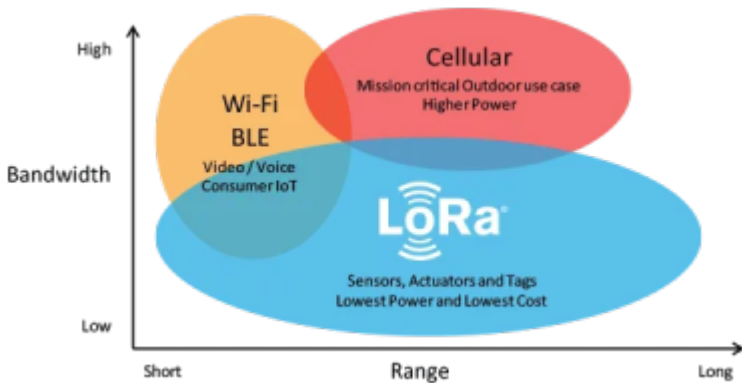 High
Bandwidth
Low
Wi-Fi
BLE
Video / Voice
Consumer IoT
Cellular
Mission critical Outdoor use case
Higher Power
LoRa®
Sensors, Actuators and Tags
Lowest Power and Lowest Cost
Short
Range
Long